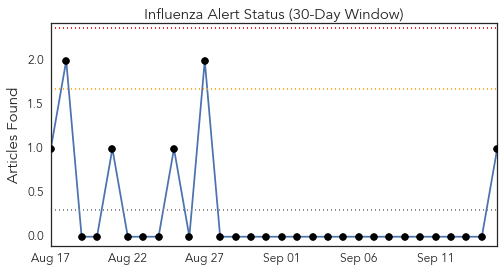 Influenza Alert Status (30-Day Window)
Articles Found
2.0
1.5
1.0
0.5
0.0
Aug 17 Aug 22 Aug 27 Sep 01 Sep 06 Sep 11